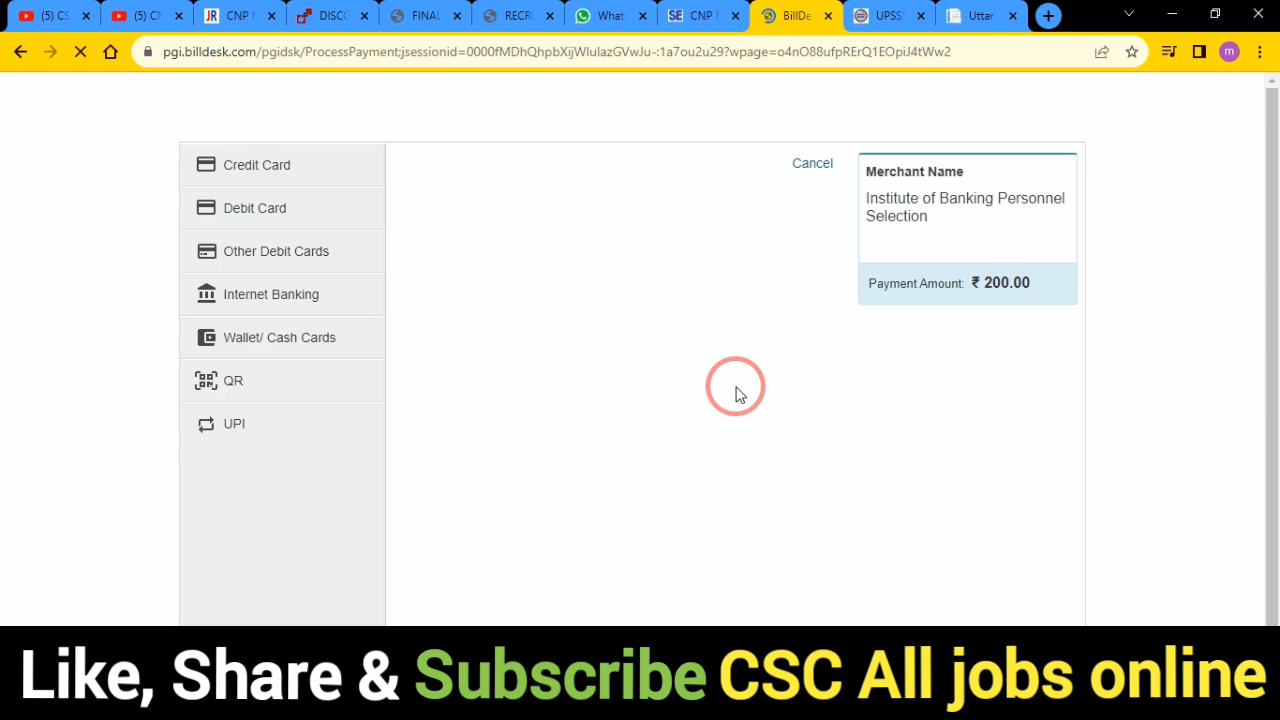 (5) CS
(5) CN
JR CNP
DISCO
FINAL
RECRU
What
SE CNP M
BillDe
UPSS
Uttar
pgi.billdesk.com/pgidsk/ProcessPayment;jsessionid=0000fMDhQhpbXijWlulazGVwJu-:1a7ou2u29?wpage=o4nO88ufpRErQ1EOpiJ4tWw2
m
Credit Card
Debit Card
Other Debit Cards
Internet Banking
Wallet/ Cash Cards
QR
UPI
Cancel
Merchant Name
Institute of Banking Personnel
Selection
Payment Amount: ₹ 200.00
Like, Share & Subscribe CSC All jobs online